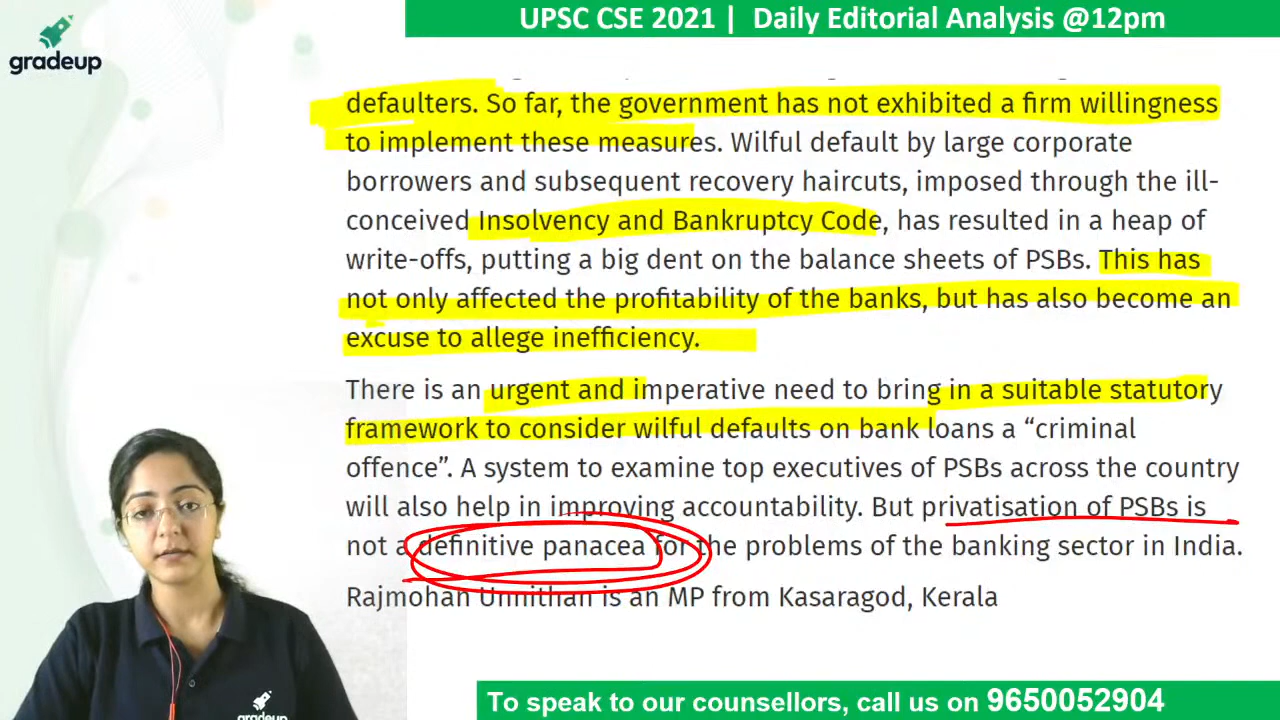 UPSC CSE 2021 | Daily Editorial Analysis @12pm
gradeup
defaulters. So far, the government has not exhibited a firm willingness
to implement these measures. Wilful default by large corporate
borrowers and subsequent recovery haircuts, imposed through the ill-
conceived Insolvency and Bankruptcy Code, has resulted in a heap of
write-offs, putting a big dent on the balance sheets of PSBs. This has
not only affected the profitability of the banks, but has also become an
excuse to allege inefficiency.
There is an urgent and imperative need to bring in a suitable statutory
framework to consider wilful defaults on bank loans a “criminal
offence”. A system to examine top executives of PSBs across the country
will also help in improving accountability. But privatisation of PSBs is
not a definitive panacea for the problems of the banking sector in India.
Rajmohan Unnithan is an MP from Kasaragod, Kerala
gradeup
To speak to our counsellors, call us on 9650052904